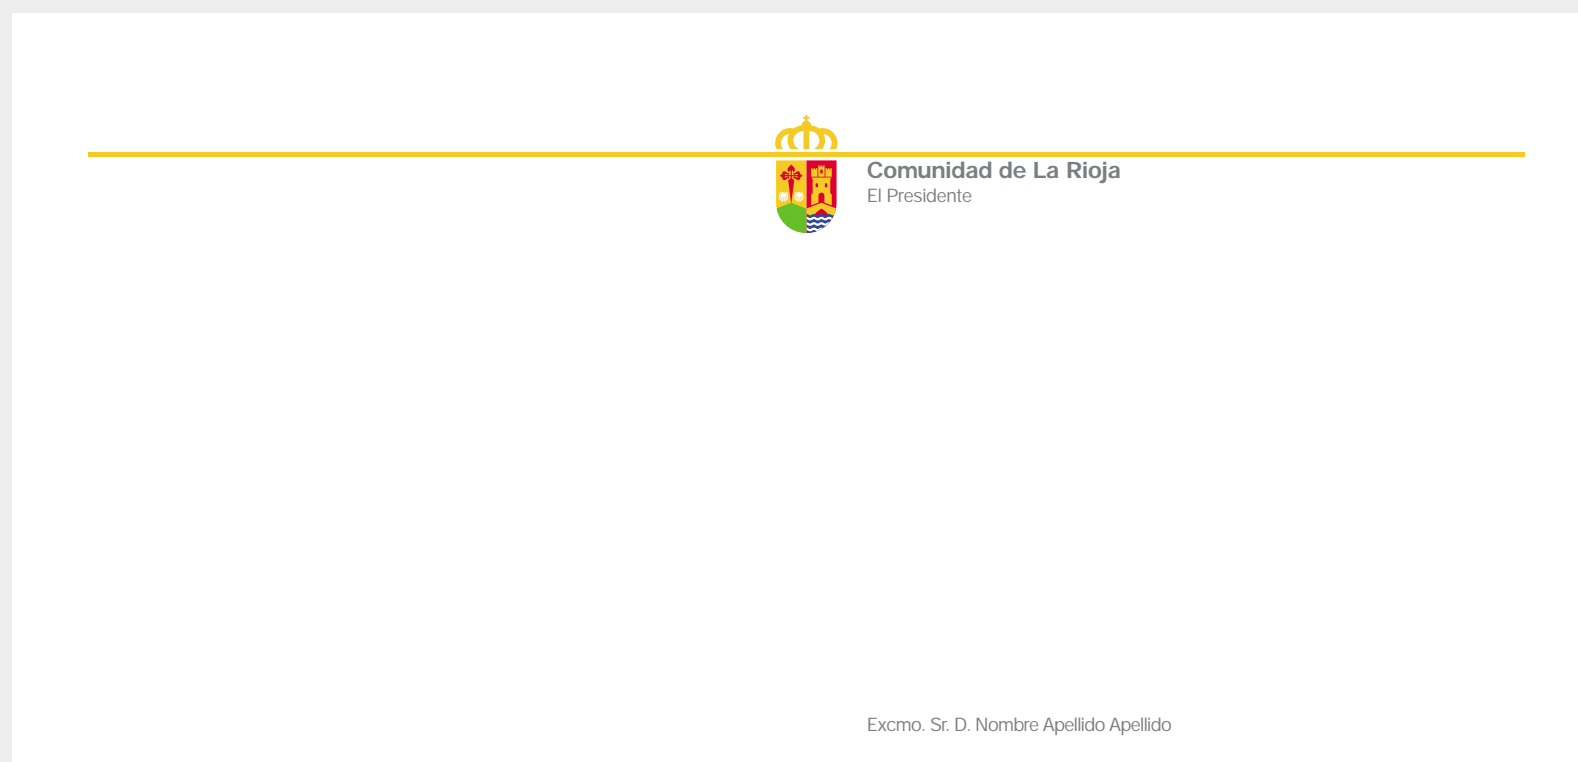 Comunidad de La Rioja
El Presidente
Excmo. Sr. D. Nombre Apellido Apellido